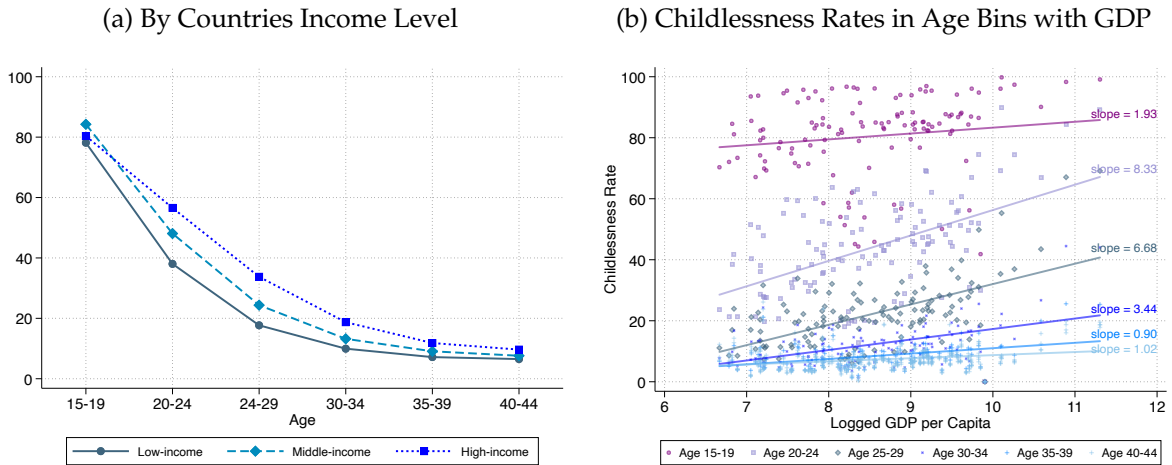 (a) By Countries Income Level
100
80
60
40
20
0
15-19 20-24 24-29 30-34 35-39 40-44
Age
Low-income Middle-income High-income
(b) Childlessness Rates in Age Bins with GDP
Childlessness Rate
100
80
60
40
20
0
slope = 1.93
slope = 8.33
slope = 6.68
slope = 3.44
slope = 0.90
slope = 1.02
6 7 8 9 10 11 12
Logged GDP per Capita
Age 15-19 Age 20-24 Age 25-29 Age 30-34 Age 35-39 Age 40-44